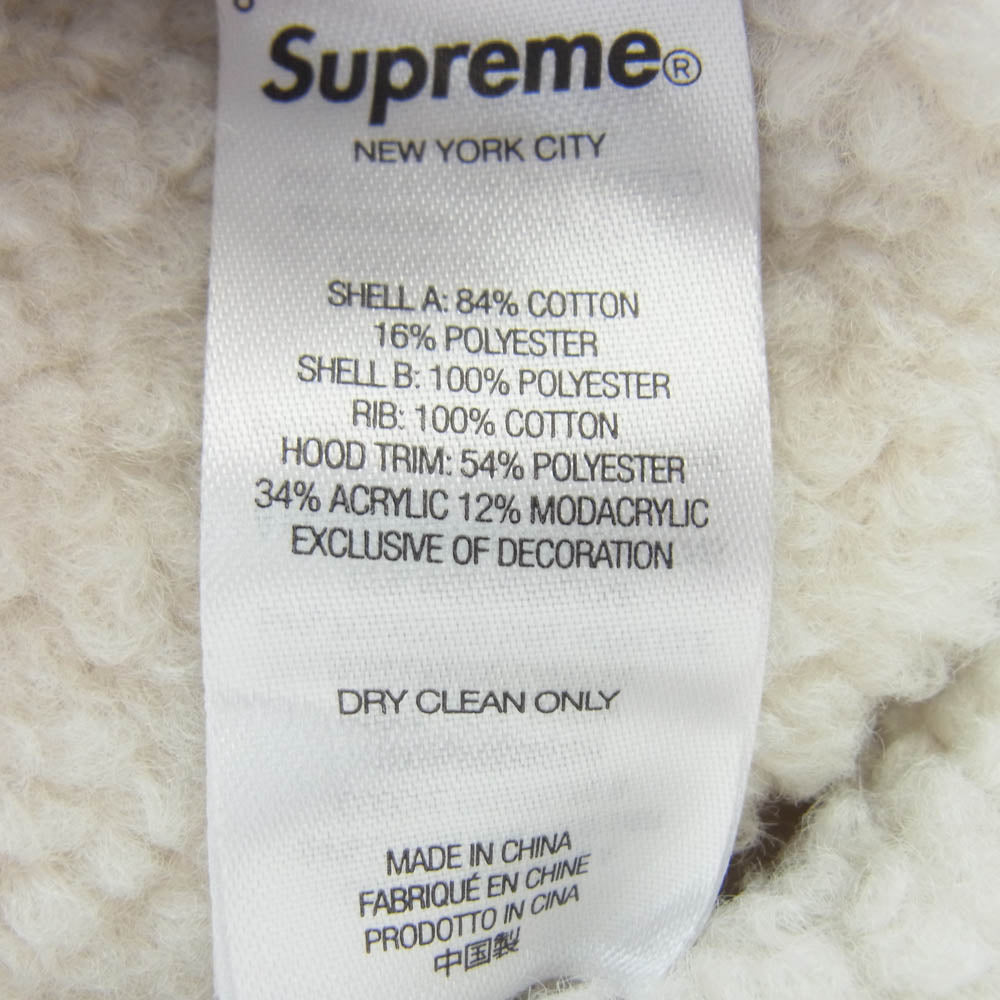 Supreme®
NEW YORK CITY
SHELL A: 84% COTTON
16% POLYESTER
SHELL B: 100% POLYESTER
RIB: 100% COTTON
HOOD TRIM: 54% POLYESTER
34% ACRYLIC 12% MODACRYLIC
EXCLUSIVE OF DECORATION
DRY CLEAN ONLY
MADE IN CHINA
FABRIQUÉ EN CHINE
PRODOTTO IN CINA
中国製